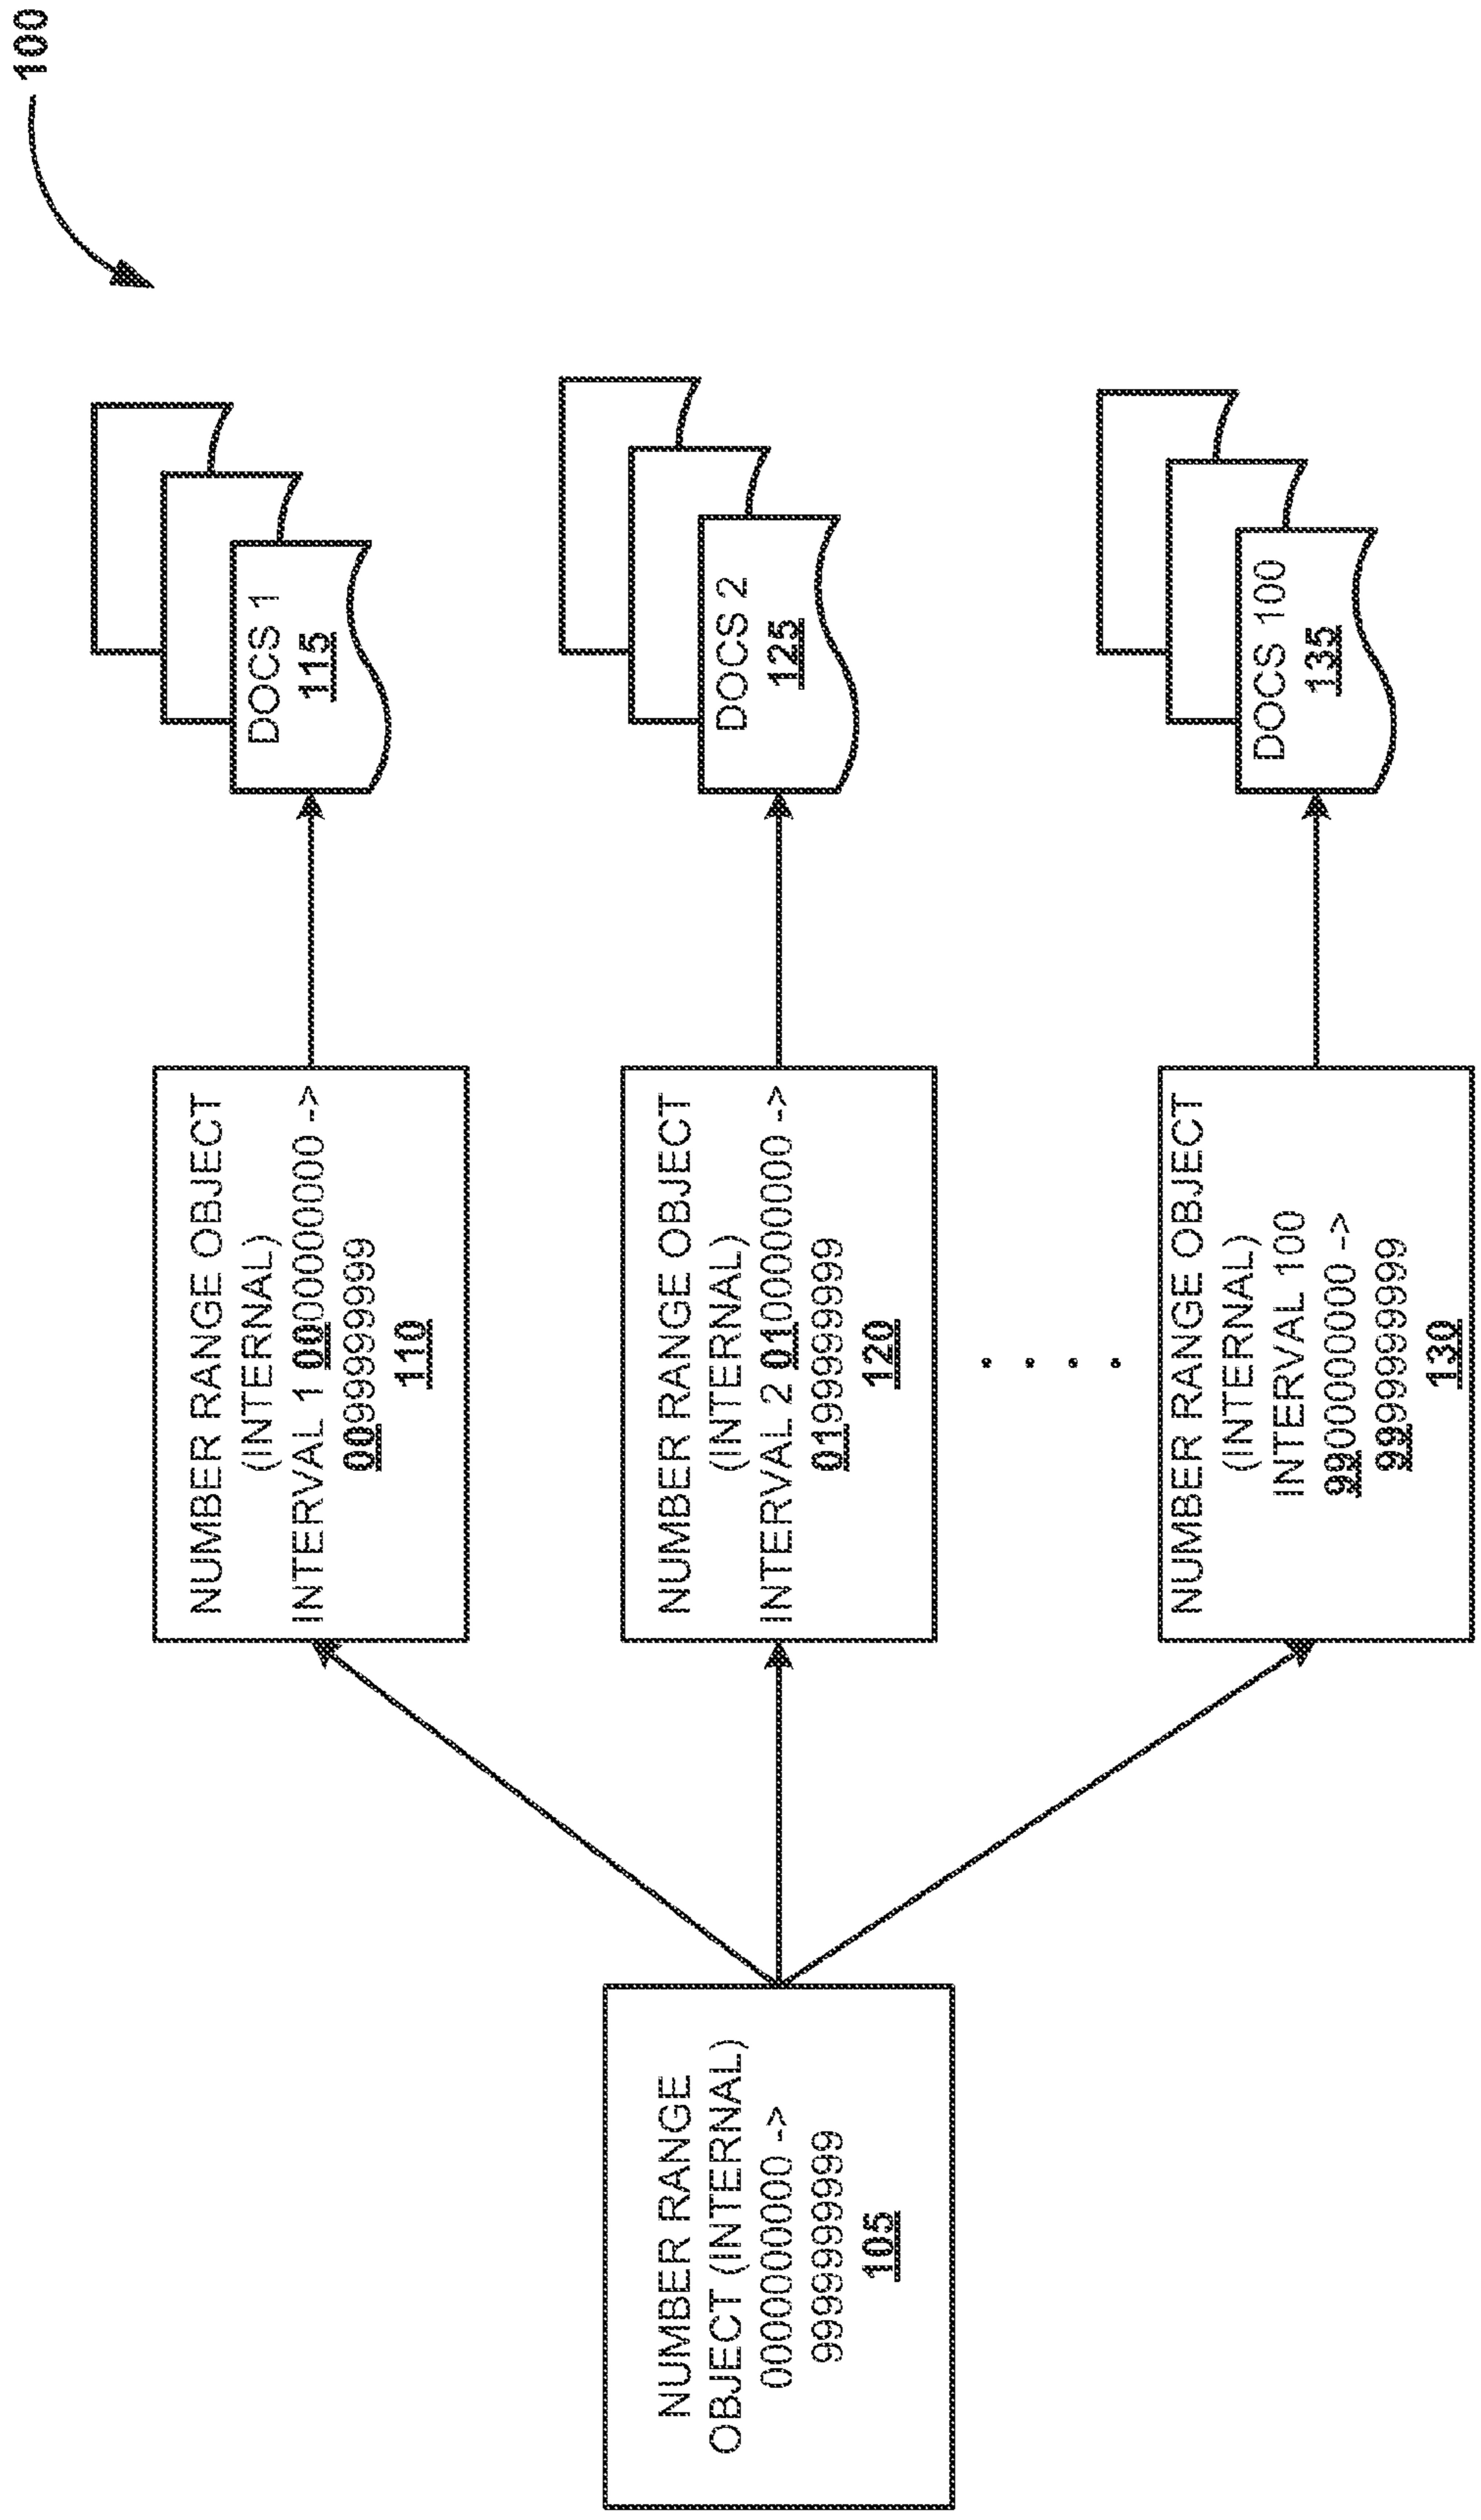 100
NUMBER RANGE OBJECT
(INTERNAL)
INTERVAL 1 0000000000 ->
0099999999
110
DOCS 1
115
NUMBER RANGE
OBJECT (INTERNAL)
0000000000 ->
9999999999
105
NUMBER RANGE OBJECT
(INTERNAL)
INTERVAL 2 0100000000 ->
0199999999
120
DOCS 2
125
NUMBER RANGE OBJECT
(INTERNAL)
INTERVAL 100
9900000000 ->
9999999999
130
DOCS 100
135